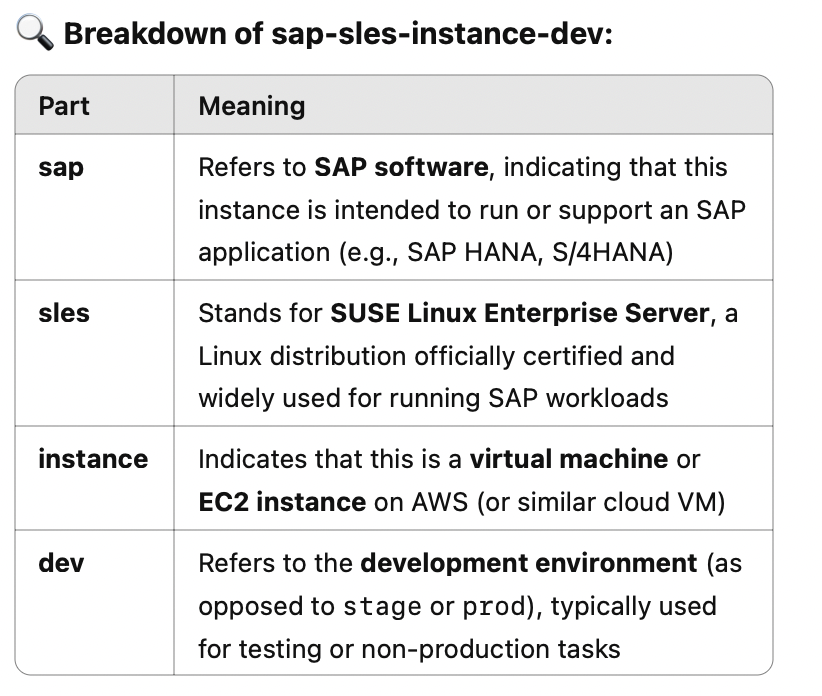 🔍 Breakdown of sap-sles-instance-dev:
Part Meaning
sap Refers to SAP software, indicating that this
instance is intended to run or support an SAP
application (e.g., SAP HANA, S/4HANA)
sles Stands for SUSE Linux Enterprise Server, a
Linux distribution officially certified and
widely used for running SAP workloads
instance Indicates that this is a virtual machine or
EC2 instance on AWS (or similar cloud VM)
dev Refers to the development environment (as
opposed to stage or prod), typically used
for testing or non-production tasks